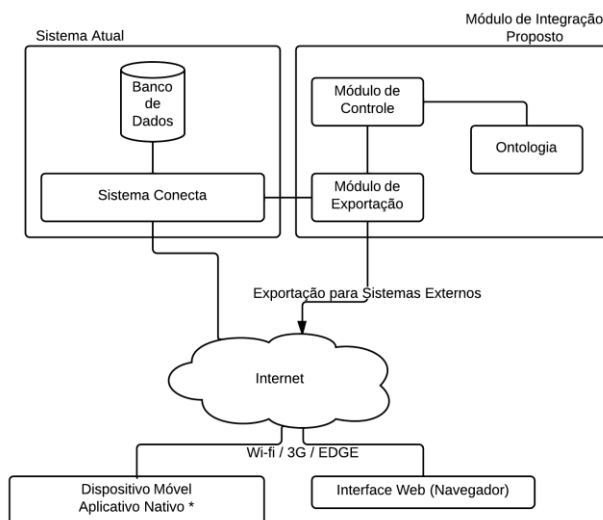 Sistema Atual
Módulo de Integração
Proposto
Banco
de
Dados
Módulo de
Controle
Ontologia
Sistema Conecta
Módulo de
Exportação
Exportação para Sistemas Externos
Internet
Wi-fi / 3G / EDGE
Dispositivo Móvel
Aplicativo Nativo *
Interface Web (Navegador)